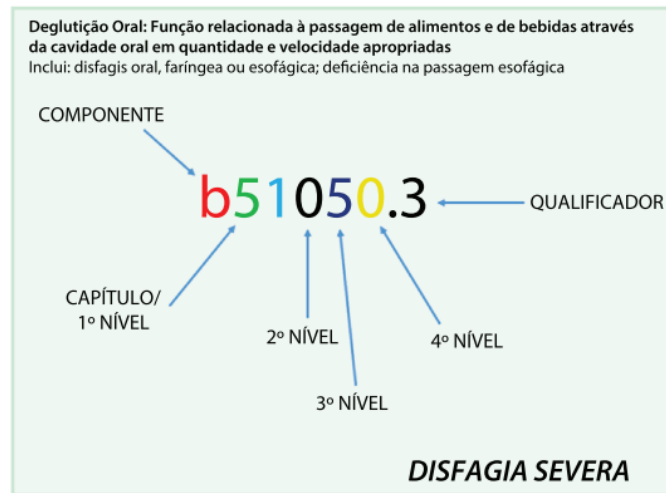 Deglutição Oral: Função relacionada à passagem de alimentos e de bebidas através
da cavidade oral em quantidade e velocidade apropriadas
Inclui: disfagis oral, faríngea ou esofágica; deficiência na passagem esofágica
COMPONENTE
b51050.3
QUALIFICADOR
CAPÍTULO/
1º NÍVEL
2º NÍVEL
4º NÍVEL
3º NÍVEL
DISFAGIA SEVERA